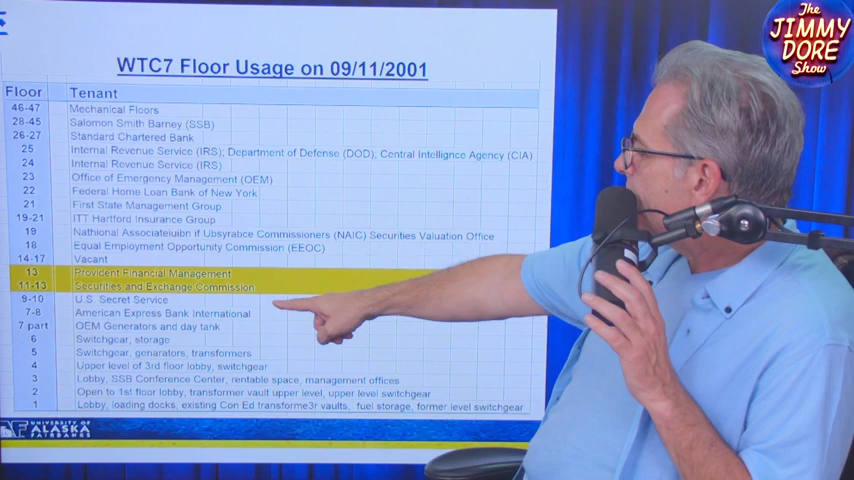 The
JIMMY
DORE
Show
WTC7 Floor Usage on 09/11/2001
Floor Tenant
46-47 Mechanical Floors
28-45 Salomon Smith Barney (SSB)
26-27 Standard Chartered Bank
25 Internal Revenue Service (IRS); Department of Defense (DOD); Central Intellignce Agency (CIA)
24 Internal Revenue Service (IRS)
23 Office of Emergency Management (OEM)
22 Federal Home Loan Bank of New York
21 First State Management Group
19-21 ITT Hartford Insurance Group
19 Nathional Associateiubn if Ubsyrabce Commissioners (NAIC) Securities Valuation Office
18 Equal Employment Opportunity Commission (EEOC)
14-17 Vacant
13 Provident Financial Management
11-13 Securities and Exchange Commission
9-10 U.S. Secret Service
7-8 American Express Bank International
7 part OEM Generators and day tank
6 Switchgear, storage
5 Switchgear, genarators, transformers
4 Upper level of 3rd floor lobby, switchgear
3 Lobby, SSB Conference Center, rentable space, management offices
2 Open to 1st floor lobby, transformer vault upper level, upper level switchgear
1 Lobby, loading docks, existing Con Ed transforme3r vaults, fuel storage, former level switchgear
UNIVERSITY OF
ALASKA
FAIRBANKS